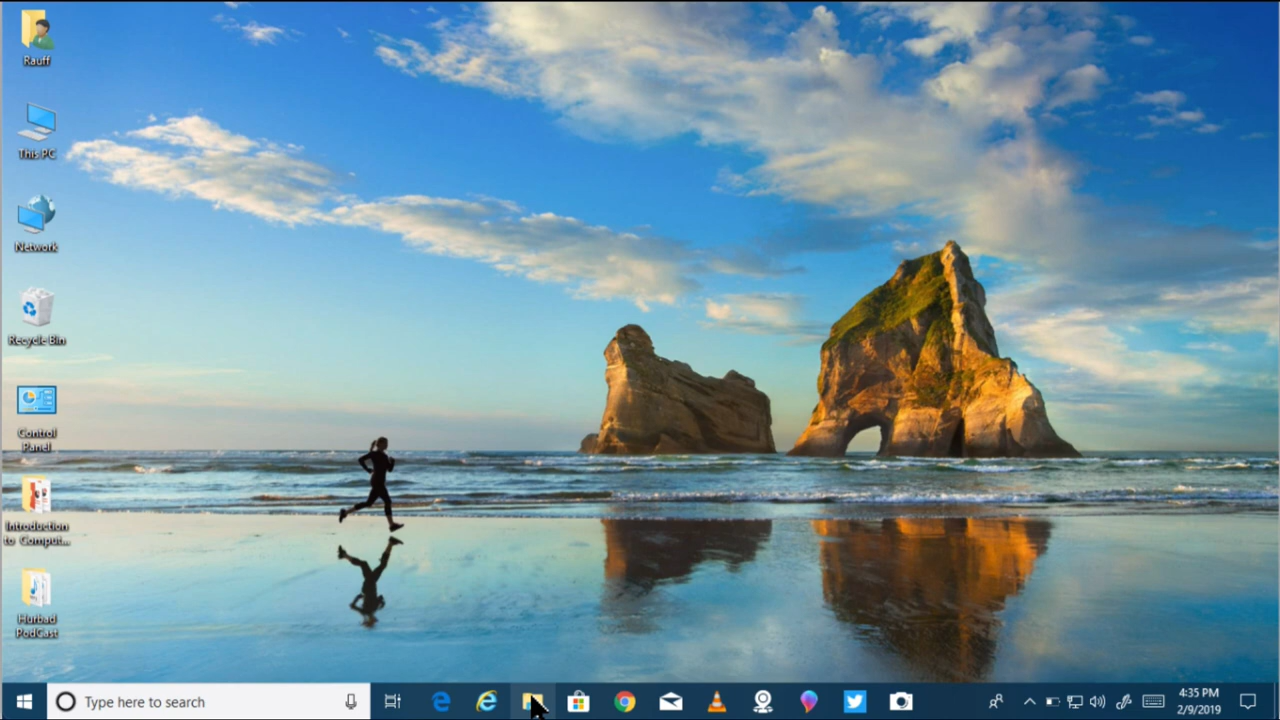 Rauff
This PC
Network
Recycle Bin
Control
Panel
Introduction
to Comput...
Hurbad
PodCast
Type here to search
4:35 PM
2/9/2019